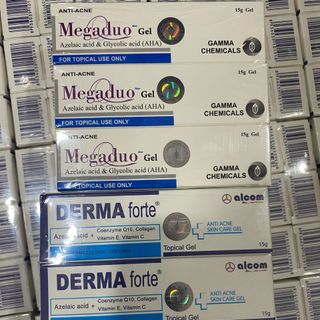 ANTI-ACNE 15g Gel
Megaduo Gel
Azelaic acid & Glycolic acid (AHA)
GAMMA
CHEMICALS
FOR TOPICAL USE ONLY
ANTI-ACNE 15g Gel
Megaduo Gel
Azelaic acid & Glycolic acid (AHA)
GAMMA
CHEMICALS
FOR TOPICAL USE ONLY
ANTI-ACNE 15g Gel
Megaduo Gel
Azelaic acid & Glycolic acid (AHA)
GAMMA
CHEMICALS
FOR TOPICAL USE ONLY
DERMA forte®
alcom
ANTI ACNE
SKIN CARE GEL
Azelaic acid + Coenzyme Q10, Collagen
Vitamin E, Vitamin C
Topical Gel 15g
DERMA forte®
alcom
ANTI ACNE
SKIN CARE GEL
Azelaic acid + Coenzyme Q10, Collagen
Vitamin E, Vitamin C
Topical Gel 15g